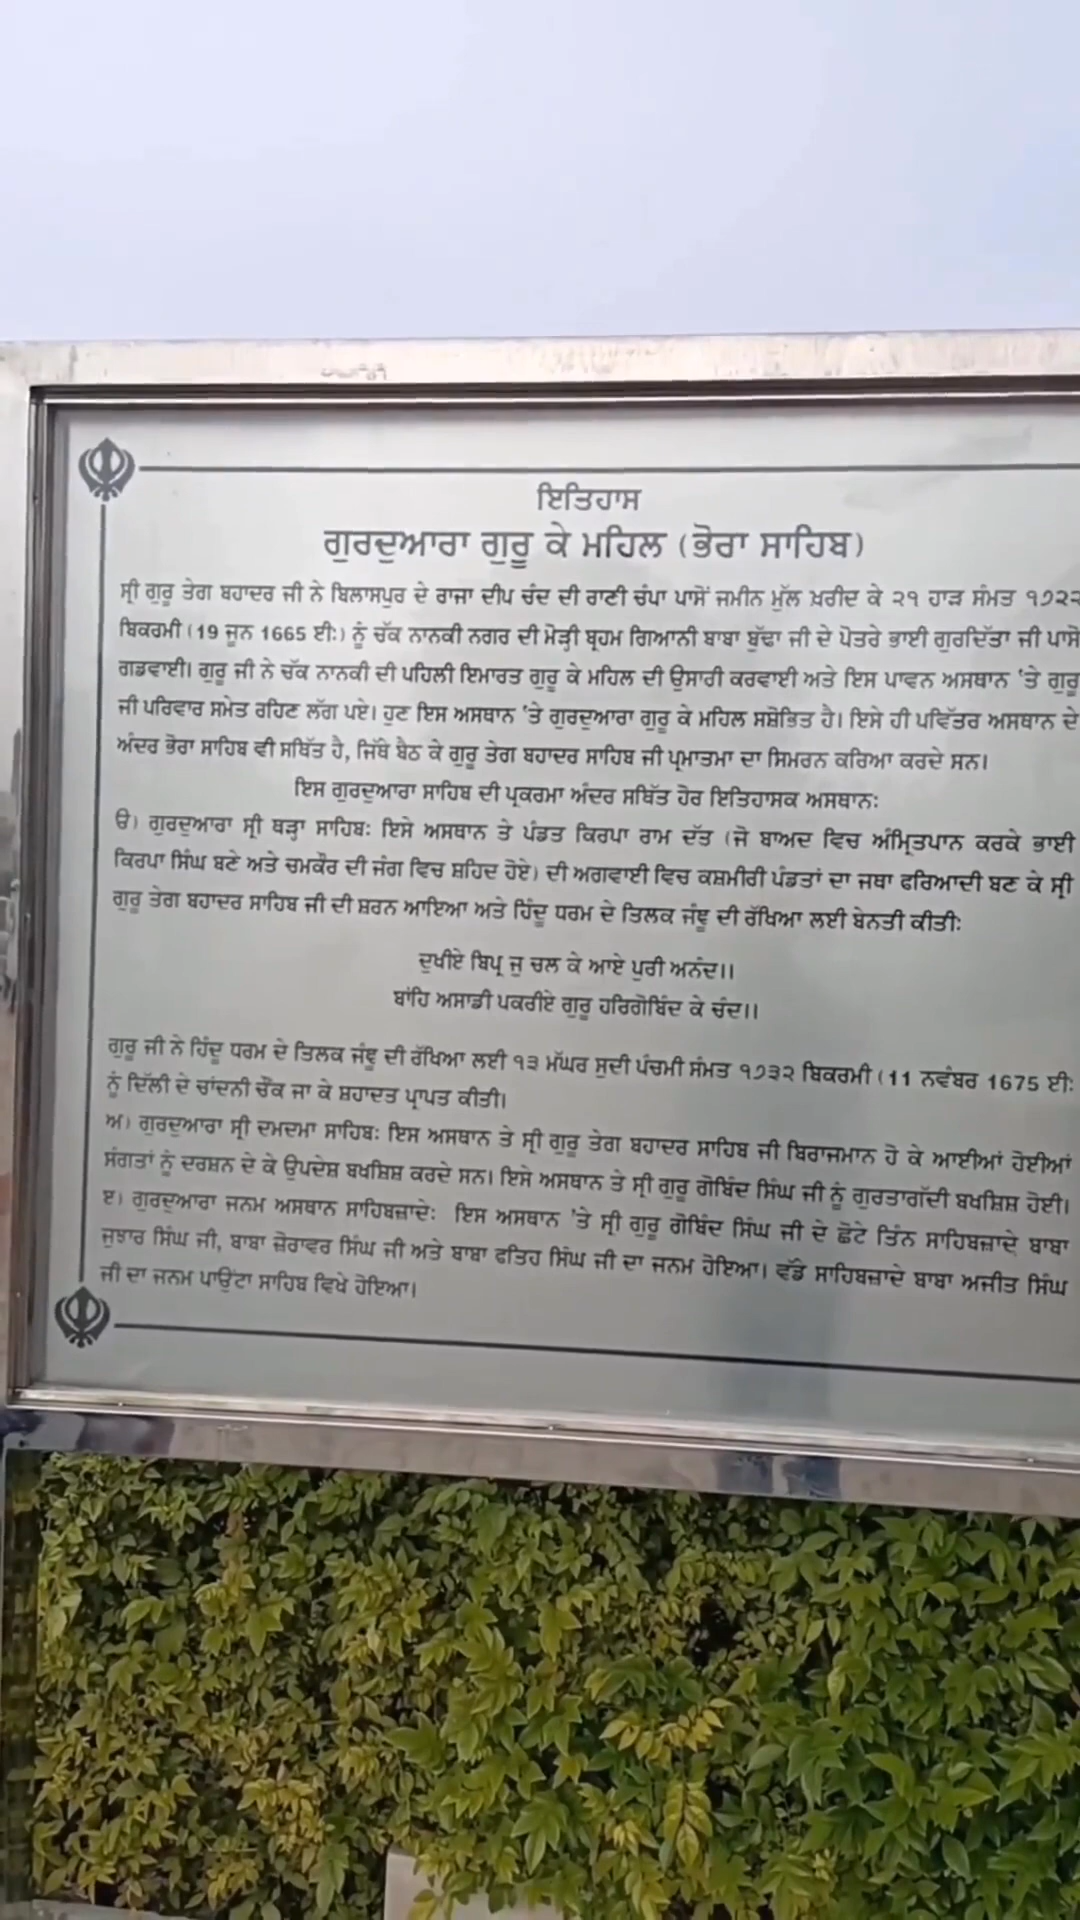 ਇਤਿਹਾਸ
ਗੁਰਦੁਆਰਾ ਗੁਰੂ ਕੇ ਮਹਿਲ (ਭੋਰਾ ਸਾਹਿਬ)
ਸ੍ਰੀ ਗੁਰੂ ਤੇਗ ਬਹਾਦਰ ਜੀ ਨੇ ਬਿਲਾਸਪੁਰ ਦੇ ਰਾਜਾ ਦੀਪ ਚੰਦ ਦੀ ਰਾਣੀ ਚੰਪਾ ਪਾਸੋਂ ਜਮੀਨ ਮੁੱਲ ਖ਼ਰੀਦ ਕੇ ੨੧ ਹਾੜ ਸੰਮਤ ੧੭੨੨
ਬਿਕਰਮੀ (19 ਜੂਨ 1665 ਈ:) ਨੂੰ ਚੱਕ ਨਾਨਕੀ ਨਗਰ ਦੀ ਮੋੜ੍ਹੀ ਬ੍ਰਹਮ ਗਿਆਨੀ ਬਾਬਾ ਬੁੱਢਾ ਜੀ ਦੇ ਪੋਤਰੇ ਭਾਈ ਗੁਰਦਿੱਤਾ ਜੀ ਪਾਸੋਂ
ਗਡਵਾਈ। ਗੁਰੂ ਜੀ ਨੇ ਚੱਕ ਨਾਨਕੀ ਦੀ ਪਹਿਲੀ ਇਮਾਰਤ ਗੁਰੂ ਕੇ ਮਹਿਲ ਦੀ ਉਸਾਰੀ ਕਰਵਾਈ ਅਤੇ ਇਸ ਪਾਵਨ ਅਸਥਾਨ 'ਤੇ ਗੁਰੂ
ਜੀ ਪਰਿਵਾਰ ਸਮੇਤ ਰਹਿਣ ਲੱਗ ਪਏ। ਹੁਣ ਇਸ ਅਸਥਾਨ 'ਤੇ ਗੁਰਦੁਆਰਾ ਗੁਰੂ ਕੇ ਮਹਿਲ ਸਸ਼ੋਭਿਤ ਹੈ। ਇਸੇ ਹੀ ਪਵਿੱਤਰ ਅਸਥਾਨ ਦੇ
ਅੰਦਰ ਭੋਰਾ ਸਾਹਿਬ ਵੀ ਸਥਿੱਤ ਹੈ, ਜਿੱਥੇ ਬੈਠ ਕੇ ਗੁਰੂ ਤੇਗ ਬਹਾਦਰ ਸਾਹਿਬ ਜੀ ਪ੍ਰਮਾਤਮਾ ਦਾ ਸਿਮਰਨ ਕਰਿਆ ਕਰਦੇ ਸਨ।
ਇਸ ਗੁਰਦੁਆਰਾ ਸਾਹਿਬ ਦੀ ਪ੍ਰਕਰਮਾ ਅੰਦਰ ਸਥਿੱਤ ਹੋਰ ਇਤਿਹਾਸਕ ਅਸਥਾਨ:
ੳ) ਗੁਰਦੁਆਰਾ ਸ੍ਰੀ ਥੜ੍ਹਾ ਸਾਹਿਬ: ਇਸੇ ਅਸਥਾਨ ਤੇ ਪੰਡਤ ਕਿਰਪਾ ਰਾਮ ਦੱਤ (ਜੋ ਬਾਅਦ ਵਿਚ ਅੰਮ੍ਰਿਤਪਾਨ ਕਰਕੇ ਭਾਈ
ਕਿਰਪਾ ਸਿੰਘ ਬਣੇ ਅਤੇ ਚਮਕੌਰ ਦੀ ਜੰਗ ਵਿਚ ਸ਼ਹਿਦ ਹੋਏ) ਦੀ ਅਗਵਾਈ ਵਿਚ ਕਸ਼ਮੀਰੀ ਪੰਡਤਾਂ ਦਾ ਜਥਾ ਫਰਿਆਦੀ ਬਣ ਕੇ ਸ੍ਰੀ
ਗੁਰੂ ਤੇਗ ਬਹਾਦਰ ਸਾਹਿਬ ਜੀ ਦੀ ਸ਼ਰਨ ਆਇਆ ਅਤੇ ਹਿੰਦੂ ਧਰਮ ਦੇ ਤਿਲਕ ਜੰਞੂ ਦੀ ਰੱਖਿਆ ਲਈ ਬੇਨਤੀ ਕੀਤੀ:
ਦੁਖੀਏ ਬਿਪ੍ਰ ਜੁ ਚਲ ਕੇ ਆਏ ਪੁਰੀ ਅਨੰਦ।।
ਬਾਂਹਿ ਅਸਾਡੀ ਪਕਰੀਏ ਗੁਰੂ ਹਰਿਗੋਬਿੰਦ ਕੇ ਚੰਦ।।
ਗੁਰੂ ਜੀ ਨੇ ਹਿੰਦੂ ਧਰਮ ਦੇ ਤਿਲਕ ਜੰਞੂ ਦੀ ਰੱਖਿਆ ਲਈ ੧੩ ਮੱਘਰ ਸੁਦੀ ਪੰਚਮੀ ਸੰਮਤ ੧੭੩੨ ਬਿਕਰਮੀ (11 ਨਵੰਬਰ 1675 ਈ:
ਨੂੰ ਦਿੱਲੀ ਦੇ ਚਾਂਦਨੀ ਚੌਂਕ ਜਾ ਕੇ ਸ਼ਹਾਦਤ ਪ੍ਰਾਪਤ ਕੀਤੀ।
ਅ) ਗੁਰਦੁਆਰਾ ਸ੍ਰੀ ਦਮਦਮਾ ਸਾਹਿਬ: ਇਸ ਅਸਥਾਨ ਤੇ ਸ੍ਰੀ ਗੁਰੂ ਤੇਗ ਬਹਾਦਰ ਸਾਹਿਬ ਜੀ ਬਿਰਾਜਮਾਨ ਹੋ ਕੇ ਆਈਆਂ ਹੋਈਆਂ
ਸੰਗਤਾਂ ਨੂੰ ਦਰਸ਼ਨ ਦੇ ਕੇ ਉਪਦੇਸ਼ ਬਖਸ਼ਿਸ਼ ਕਰਦੇ ਸਨ। ਇਸੇ ਅਸਥਾਨ ਤੇ ਸ੍ਰੀ ਗੁਰੂ ਗੋਬਿੰਦ ਸਿੰਘ ਜੀ ਨੂੰ ਗੁਰਤਾਗੱਦੀ ਬਖਸ਼ਿਸ਼ ਹੋਈ।
ੲ) ਗੁਰਦੁਆਰਾ ਜਨਮ ਅਸਥਾਨ ਸਾਹਿਬਜ਼ਾਦੇ: ਇਸ ਅਸਥਾਨ 'ਤੇ ਸ੍ਰੀ ਗੁਰੂ ਗੋਬਿੰਦ ਸਿੰਘ ਜੀ ਦੇ ਛੋਟੇ ਤਿੰਨ ਸਾਹਿਬਜ਼ਾਦੇ ਬਾਬਾ
ਜੁਝਾਰ ਸਿੰਘ ਜੀ, ਬਾਬਾ ਜ਼ੋਰਾਵਰ ਸਿੰਘ ਜੀ ਅਤੇ ਬਾਬਾ ਫਤਿਹ ਸਿੰਘ ਜੀ ਦਾ ਜਨਮ ਹੋਇਆ। ਵੱਡੇ ਸਾਹਿਬਜ਼ਾਦੇ ਬਾਬਾ ਅਜੀਤ ਸਿੰਘ
ਜੀ ਦਾ ਜਨਮ ਪਾਉਂਟਾ ਸਾਹਿਬ ਵਿਖੇ ਹੋਇਆ।